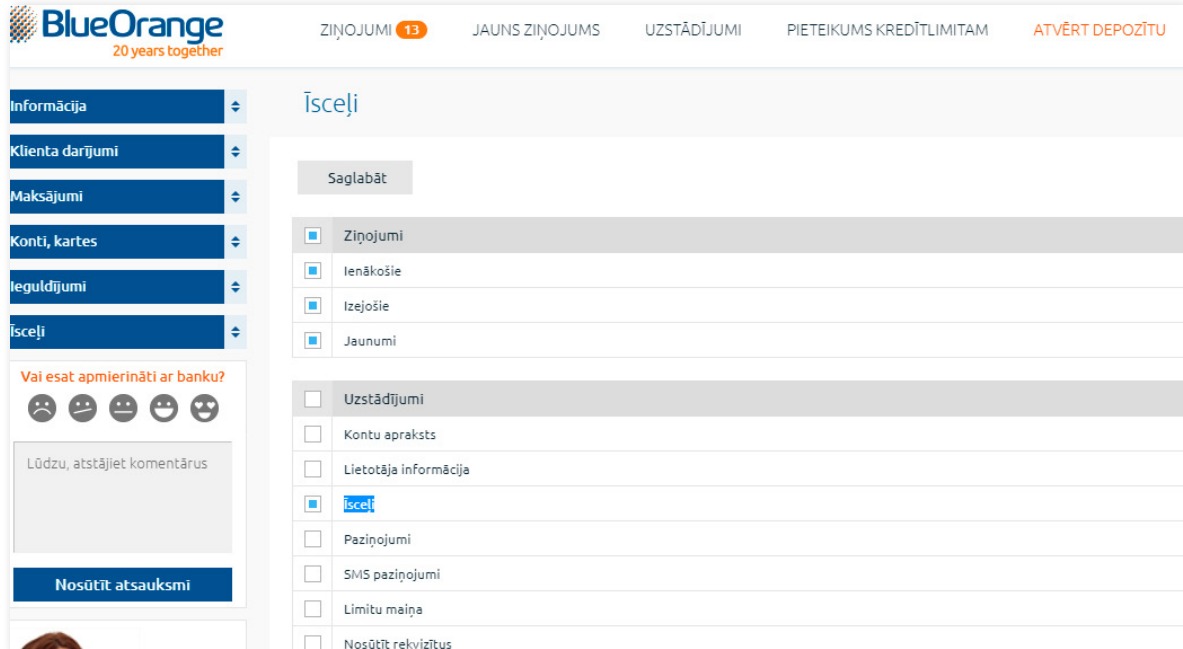 BlueOrange
20 years together
ZIŅOJUMI 13 JAUNS ZIŅOJUMS UZSTĀDĪJUMI PIETEIKUMS KREDĪTLIMITAM ATVĒRT DEPOZĪTU
Informācija
Klienta darījumi
Maksājumi
Konti, kartes
Ieguldījumi
Īsceļi
Vai esat apmierināti ar banku?
Lūdzu, atstājiet komentārus
Nosūtīt atsauksmi
Īsceļi
Saglabāt
Ziņojumi
Ienākošie
Izejošie
Jaunumi
Uzstādījumi
Kontu apraksts
Lietotāja informācija
Īsceļi
Paziņojumi
SMS paziņojumi
Limitu maiņa
Nosūtīt rekvizītus